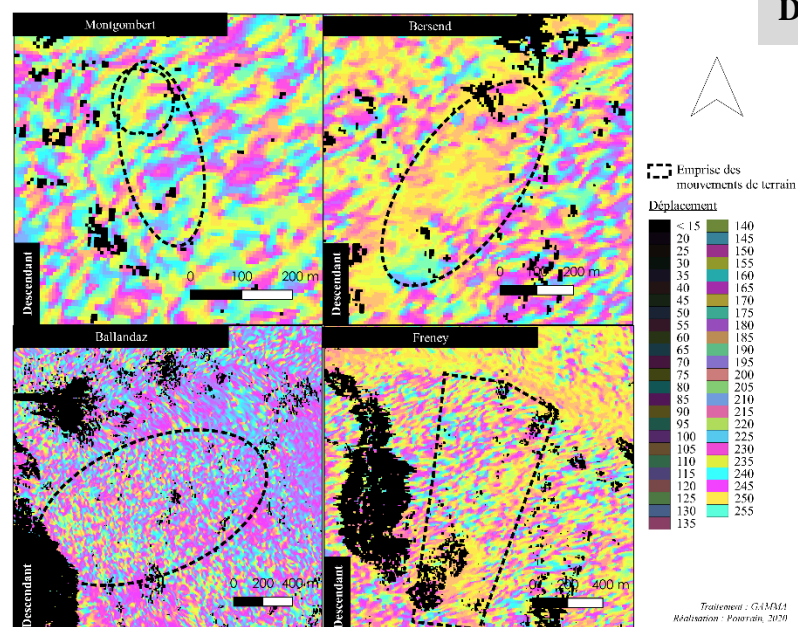 D
Montgombert
Bersend
Descendant
0 100 200 m
Descendant
0 100 200 m
Ballandaz
Freney
Descendant
0 200 400 m
Descendant
200 400 m
Emprise des
mouvements de terrain
Déplacement
< 15 140
20 145
25 150
30 155
35 160
40 165
45 170
50 175
55 180
60 185
65 190
70 195
75 200
80 205
85 210
90 215
95 220
100 225
105 230
110 235
115 240
120 245
125 250
130 255
135
Traitement : GAMMA
Réalisation : Pourrain, 2020